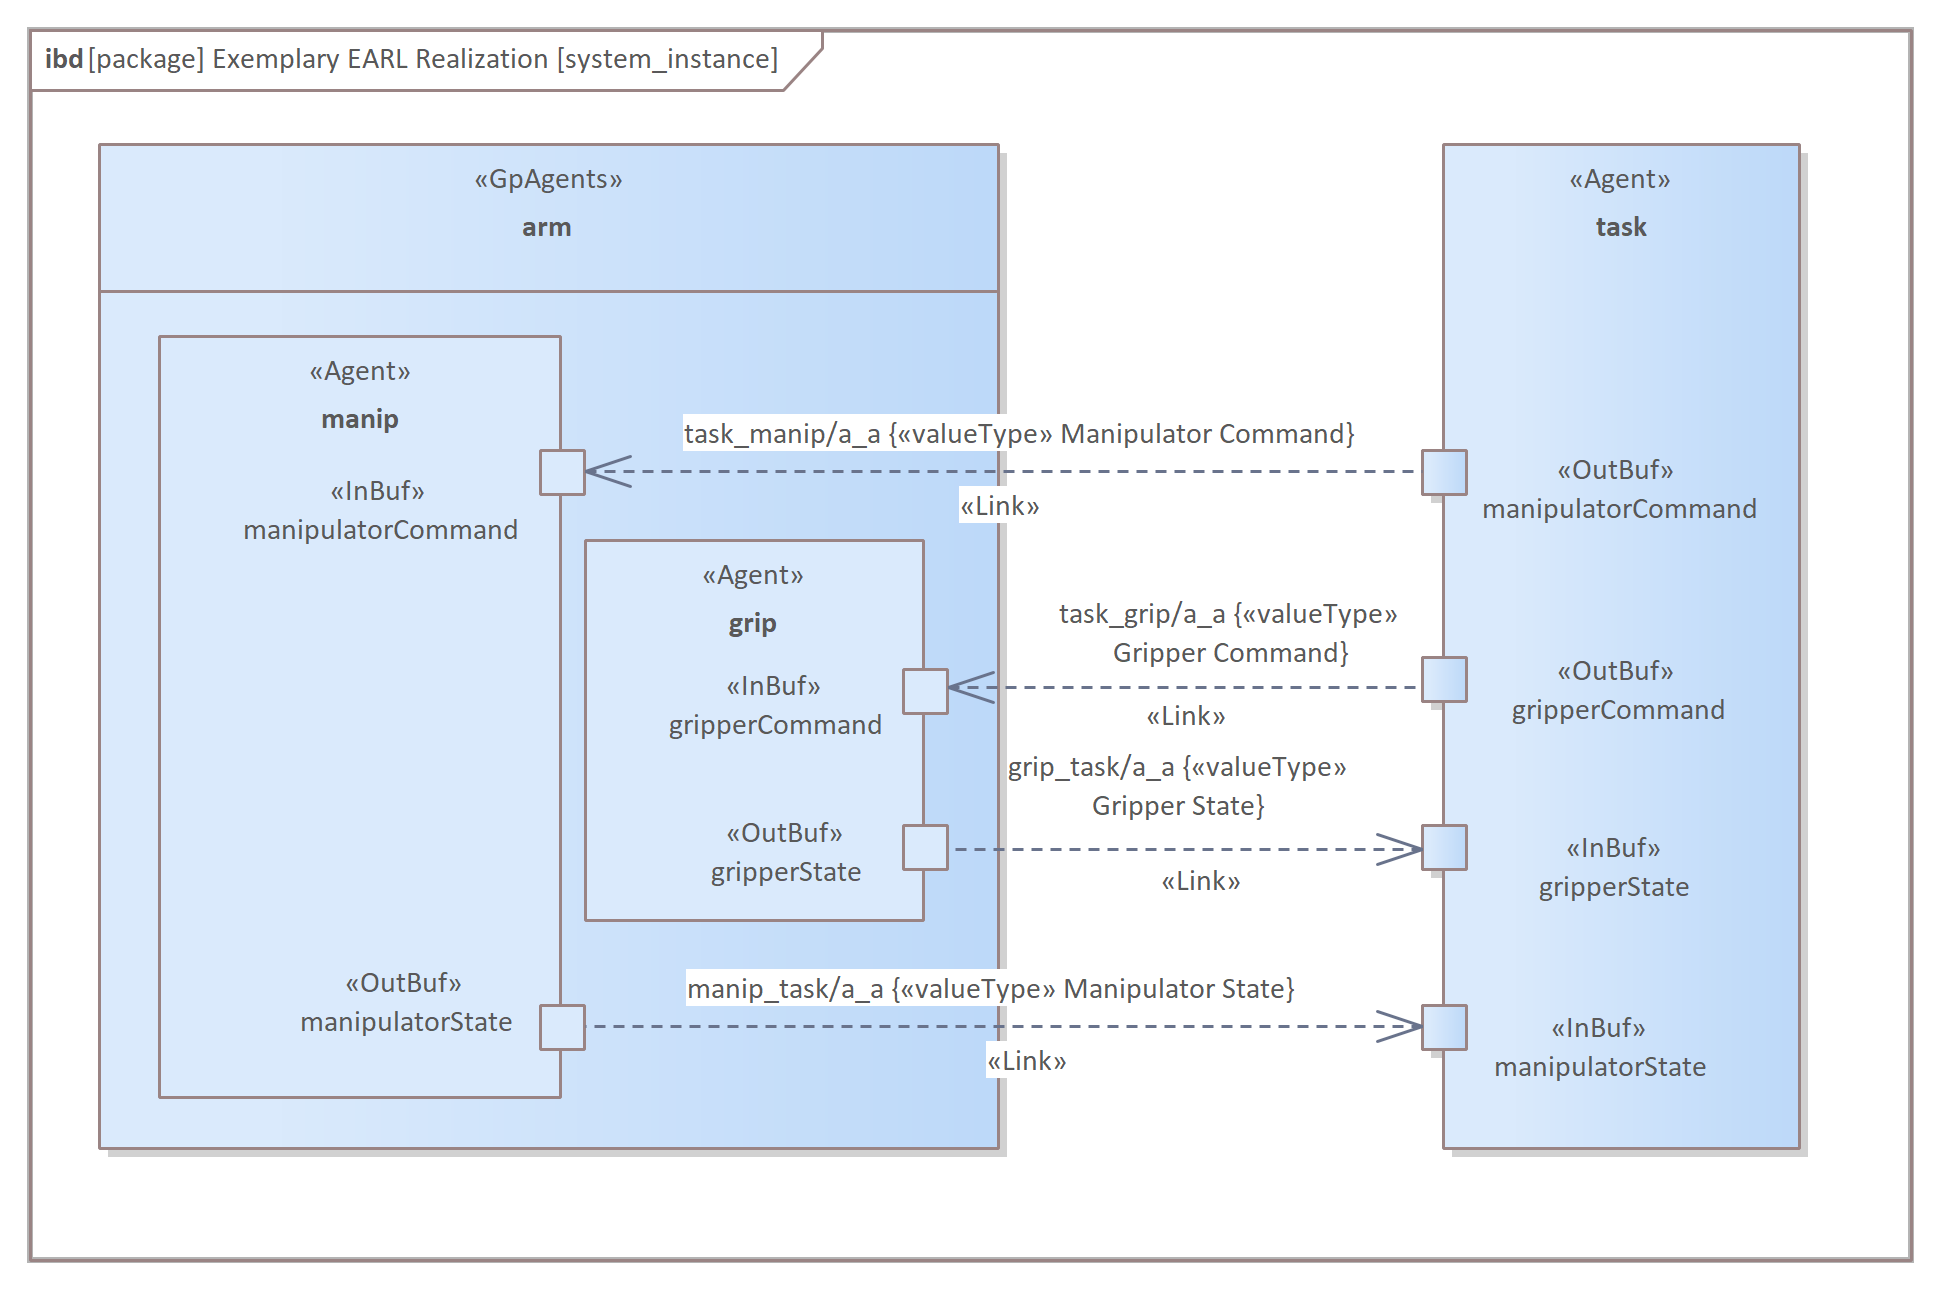 ibd [package] Exemplary EARL Realization [system_instance]
«GpAgents»
arm
«Agent»
task
«Agent»
manip
«InBuf»
manipulatorCommand
task_manip/a_a {«valueType» Manipulator Command}
«Link»
«OutBuf»
manipulatorCommand
«Agent»
grip
«InBuf»
gripperCommand
task_grip/a_a {«valueType»
Gripper Command}
«Link»
«OutBuf»
gripperCommand
«OutBuf»
gripperState
grip_task/a_a {«valueType»
Gripper State}
«Link»
«InBuf»
gripperState
«OutBuf»
manipulatorState
manip_task/a_a {«valueType» Manipulator State}
«Link»
«InBuf»
manipulatorState